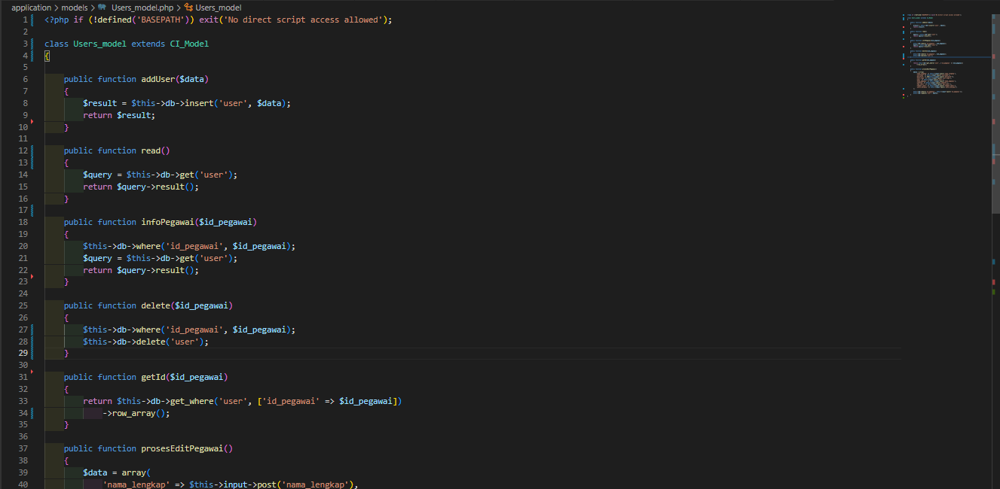 application > models > Users_model.php > Users_model
1 <?php if (!defined('BASEPATH')) exit('No direct script access allowed');
2
3 class Users_model extends CI_Model
4 {
5
6     public function addUser($data)
7     {
8         $result = $this->db->insert('user', $data);
9         return $result;
10     }
11
12     public function read()
13     {
14         $query = $this->db->get('user');
15         return $query->result();
16     }
17
18     public function infoPegawai($id_pegawai)
19     {
20         $this->db->where('id_pegawai', $id_pegawai);
21         $query = $this->db->get('user');
22         return $query->result();
23     }
24
25     public function delete($id_pegawai)
26     {
27         $this->db->where('id_pegawai', $id_pegawai);
28         $this->db->delete('user');
29     }
30
31     public function getId($id_pegawai)
32     {
33         return $this->db->get_where('user', ['id_pegawai' => $id_pegawai])
34             ->row_array();
35     }
36
37     public function prosesEditPegawai()
38     {
39         $data = array(
40             'nama_lengkap' => $this->input->post('nama_lengkap'),